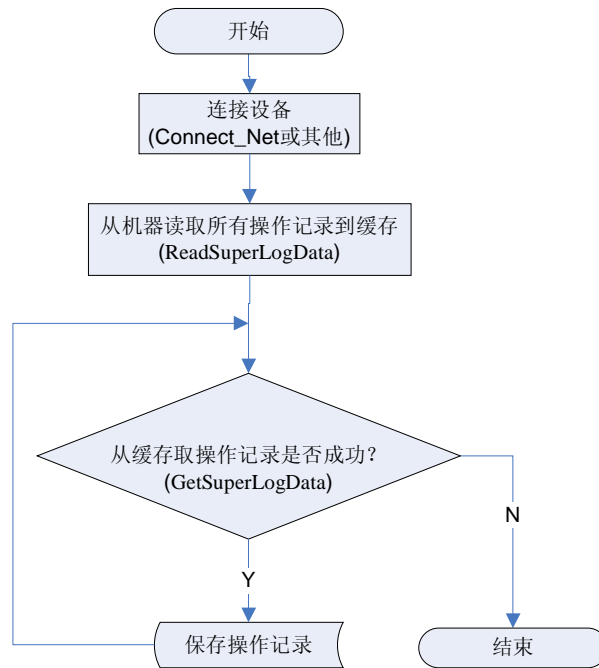 开始
连接设备
(Connect_Net或其他)
从机器读取所有操作记录到缓存
(ReadSuperLogData)
从缓存取操作记录是否成功？
(GetSuperLogData)
N
Y
保存操作记录
结束